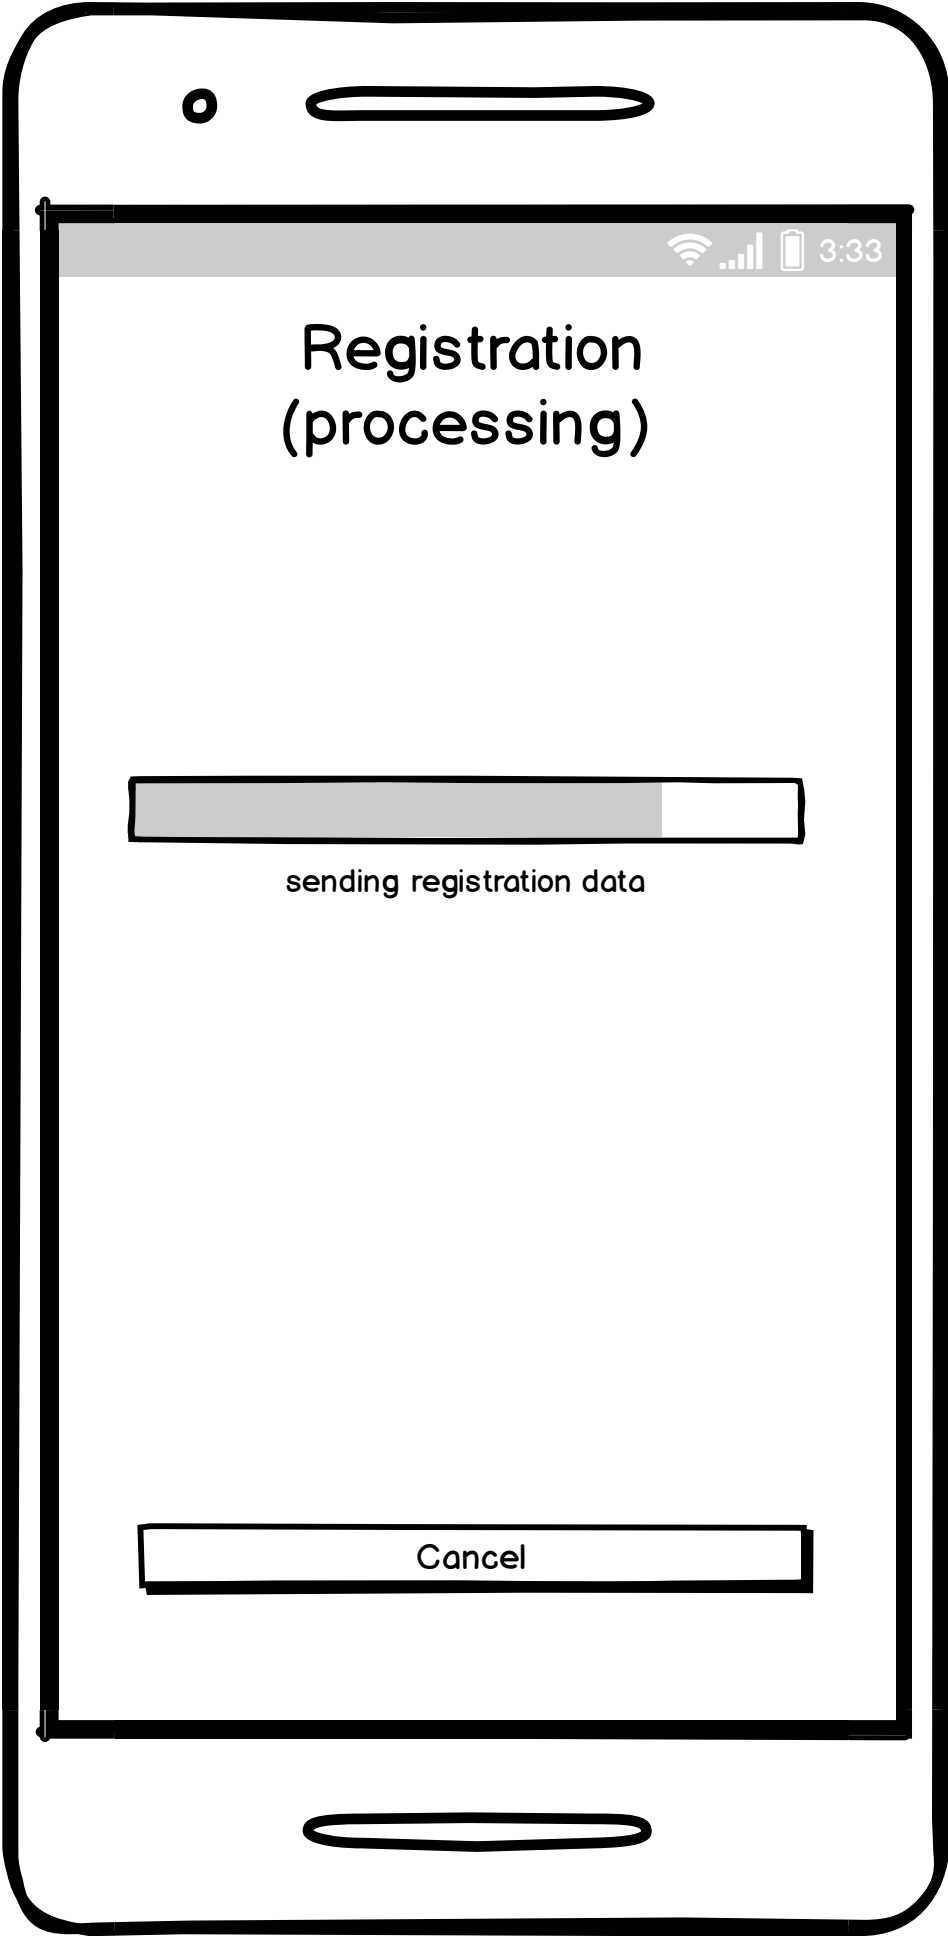 3:33
Registration
(processing)
sending registration data
Cancel